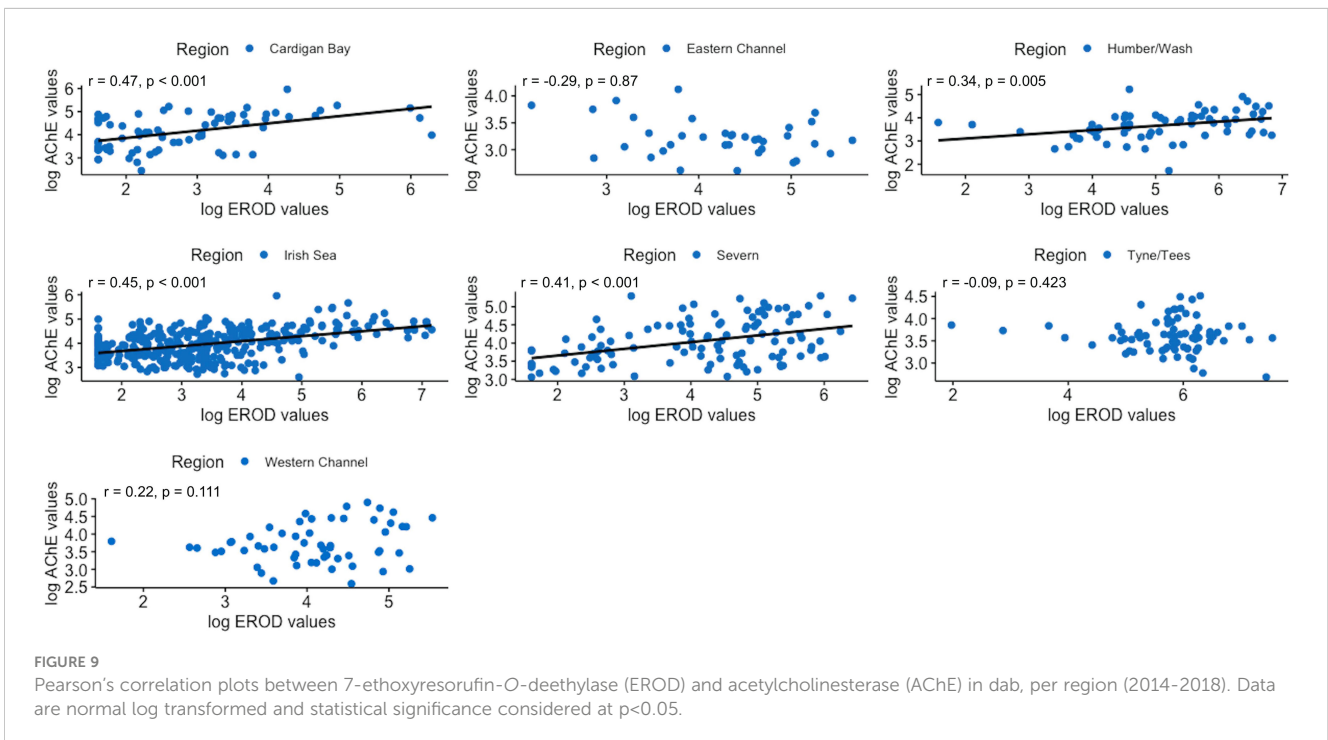 Region Cardigan Bay
r = 0.47, p < 0.001
log AChE values
6
5
4
3
2 3 4 5 6
log EROD values
Region Eastern Channel
r = -0.29, p = 0.87
log AChE values
4.0
3.5
3.0
3 4 5
log EROD values
Region Humber/Wash
r = 0.34, p = 0.005
log AChE values
5
4
3
2
2 3 4 5 6 7
log EROD values
Region Irish Sea
r = 0.45, p < 0.001
log AChE values
6
5
4
3
2 3 4 5 6 7
log EROD values
Region Severn
r = 0.41, p < 0.001
log AChE values
5.0
4.5
4.0
3.5
3.0
2 3 4 5 6
log EROD values
Region Tyne/Tees
r = -0.09, p = 0.423
log AChE values
4.5
4.0
3.5
3.0
2 4 6
log EROD values
Region Western Channel
r = 0.22, p = 0.111
log AChE values
5.0
4.5
4.0
3.5
3.0
2.5
2 3 4 5
log EROD values
FIGURE 9
Pearson's correlation plots between 7-ethoxyresorufin-O-deethylase (EROD) and acetylcholinesterase (AChE) in dab, per region (2014-2018). Data
are normal log transformed and statistical significance considered at p<0.05.